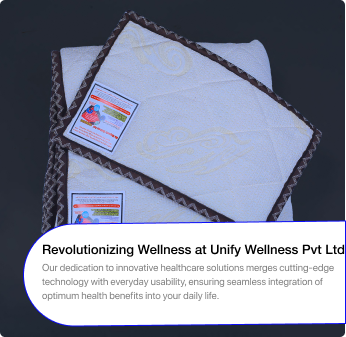 Revolutionizing Wellness at Unify Wellness Pvt Ltd
Our dedication to innovative healthcare solutions merges cutting-edge
technology with everyday usability, ensuring seamless integration of
optimum health benefits into your daily life.